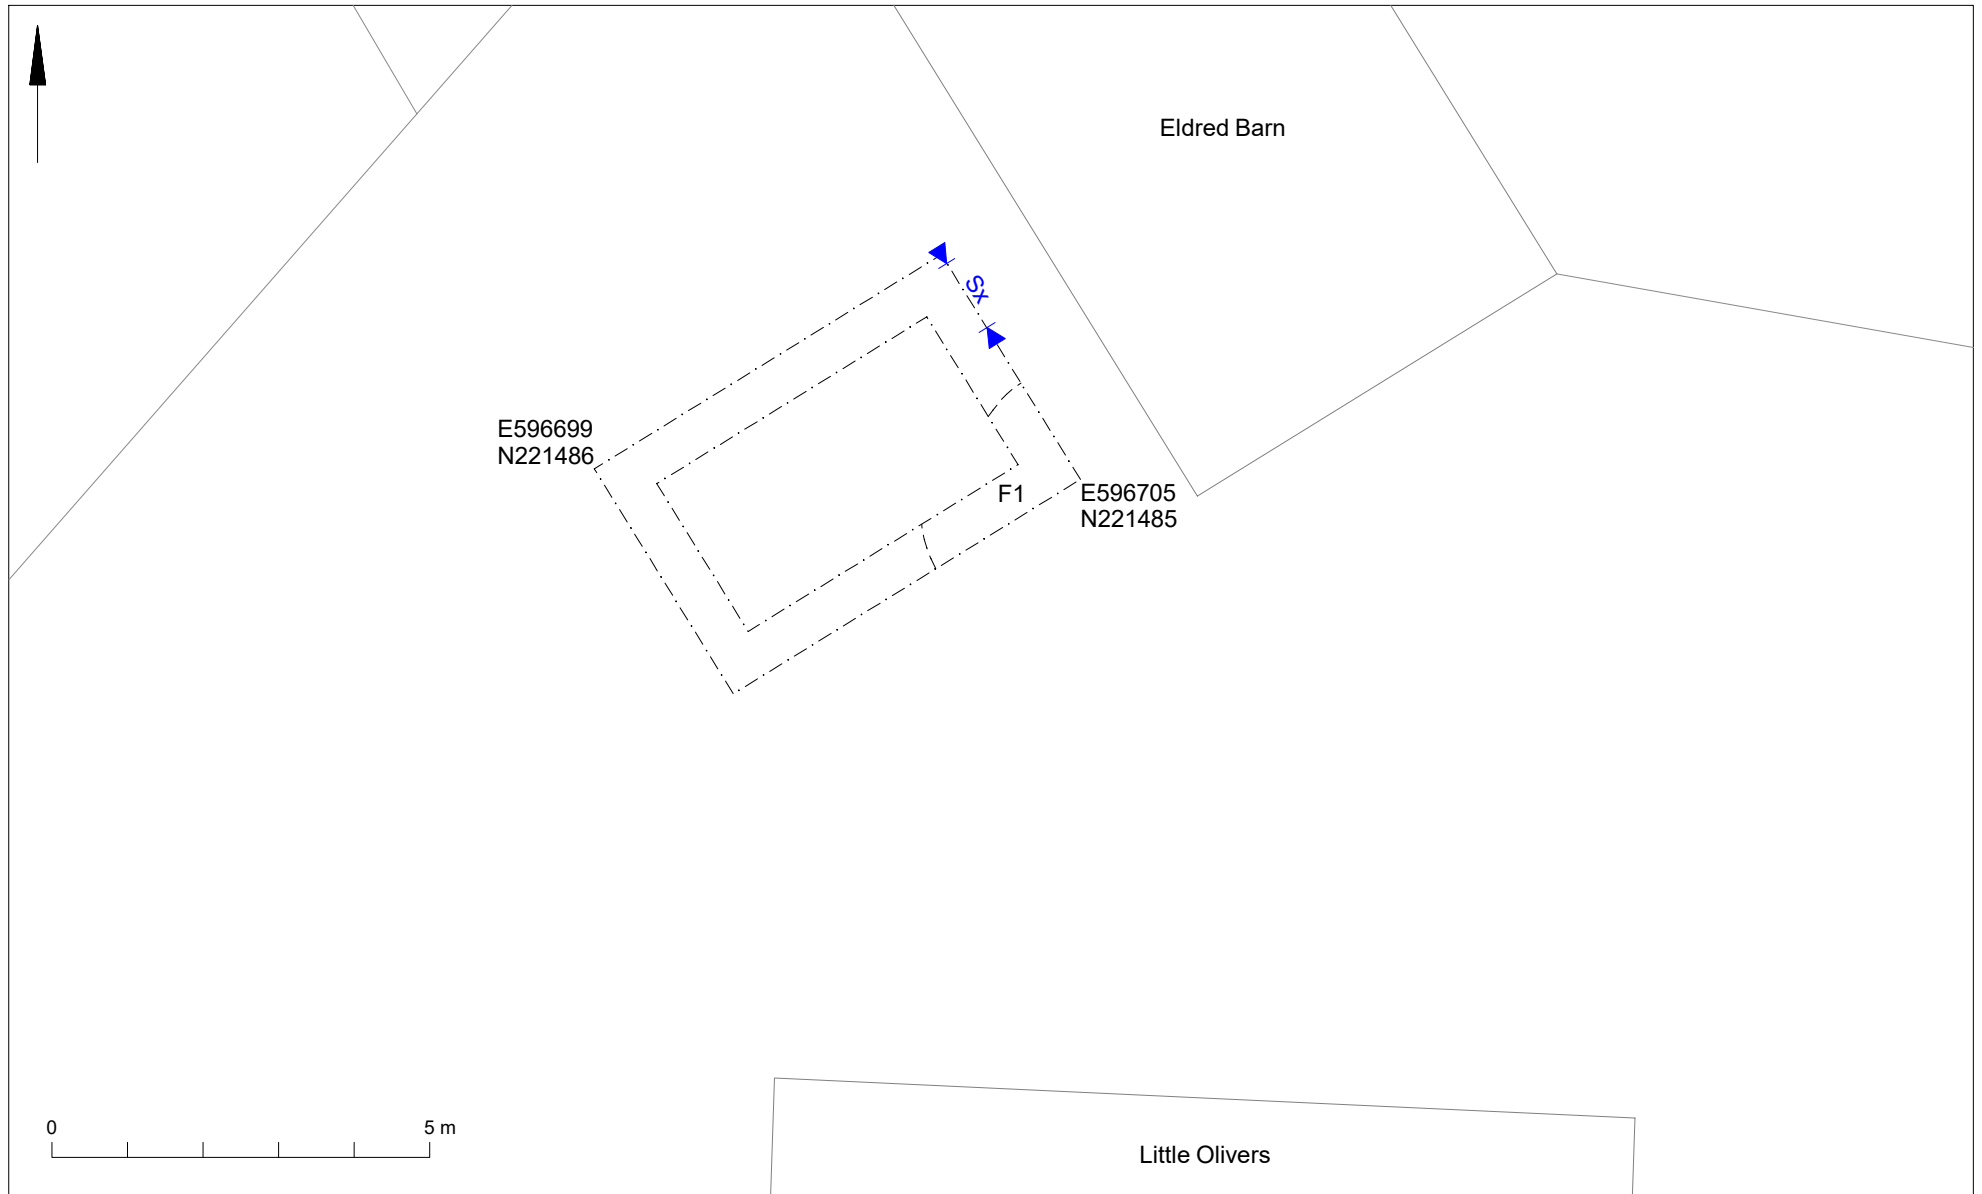 Eldred Barn
Sx
E596699
N221486
F1
E596705
N221485
0 5 m
Little Olivers